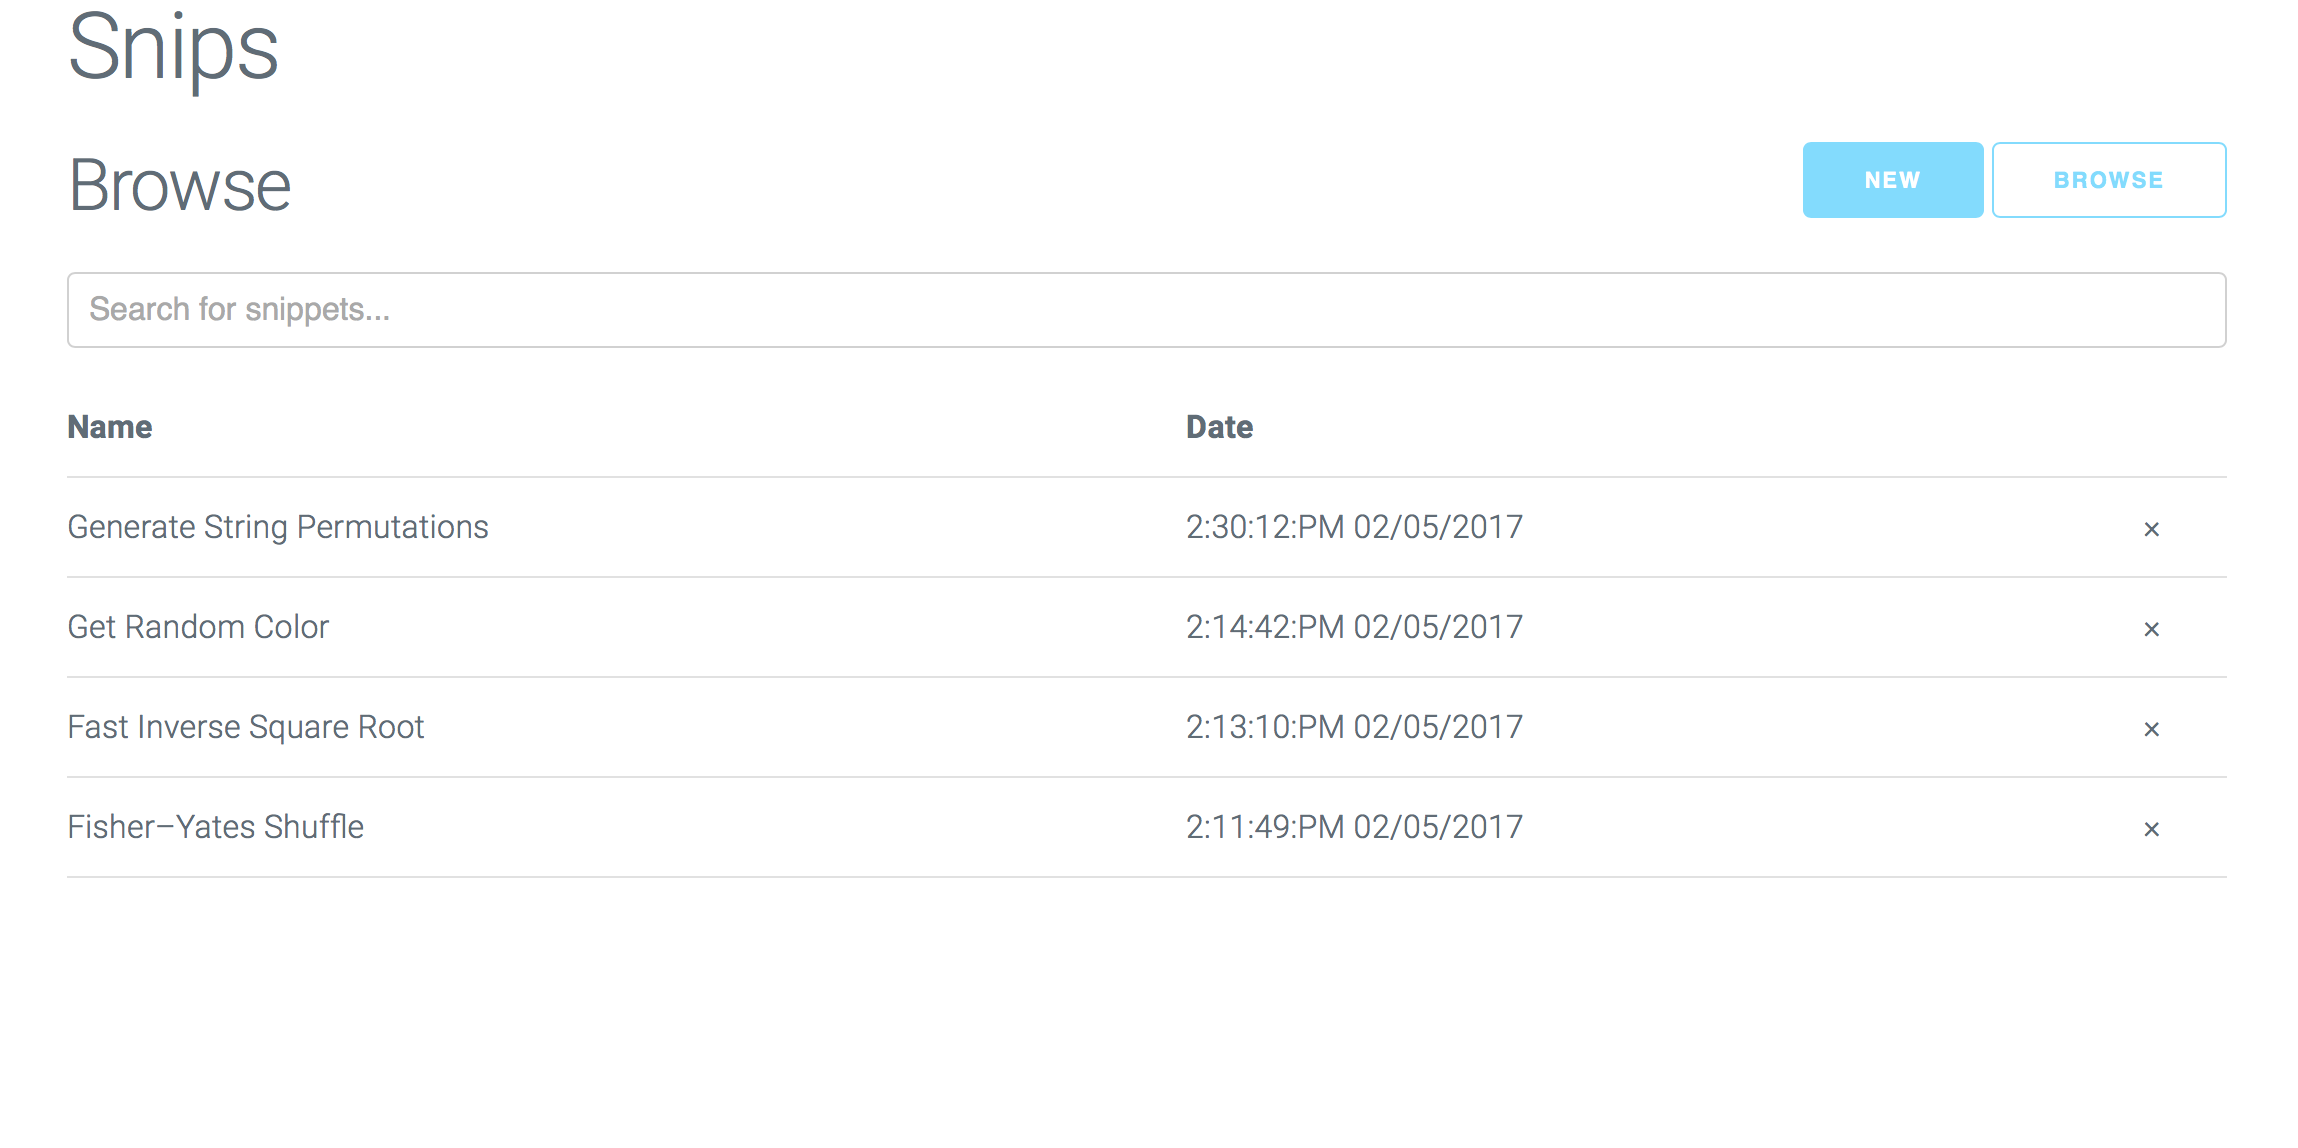 Snips
Browse
NEW BROWSE
Search for snippets...
Name Date
Generate String Permutations 2:30:12:PM 02/05/2017 ×
Get Random Color 2:14:42:PM 02/05/2017 ×
Fast Inverse Square Root 2:13:10:PM 02/05/2017 ×
Fisher–Yates Shuffle 2:11:49:PM 02/05/2017 ×